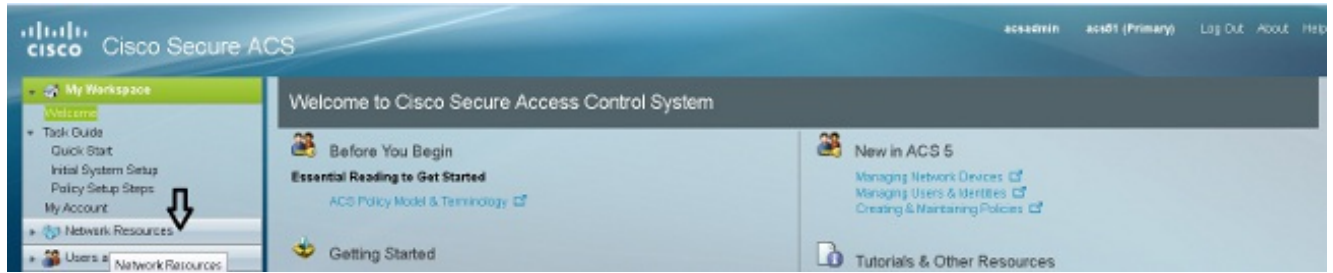 cisco Cisco Secure ACS
acsadmin acs01 (Primary) Log Out About Help
My Workspace
Welcome
Task Guide
Quick Start
Initial System Setup
Policy Setup Steps
My Account
Network Resources
Users a
Network Resources
Welcome to Cisco Secure Access Control System
Before You Begin
Essential Reading to Get Started
ACS Policy Model & Terminology
Getting Started
New in ACS 5
Managing Network Devices
Managing Users & Identities
Creating & Maintaining Policies
Tutorials & Other Resources